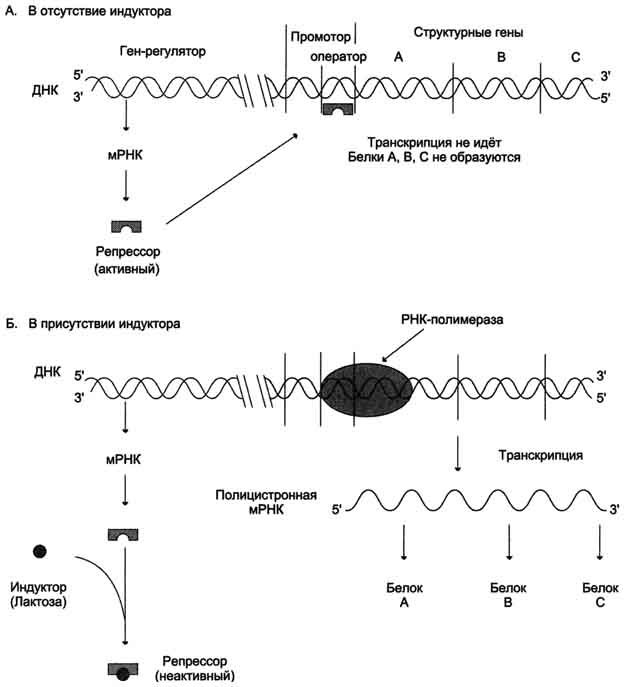 А. В отсутствие индуктора
Ген-регулятор
Промотор
оператор
Структурные гены
А
В
С
ДНК
5'
3'
3'
5'
мРНК
Транскрипция не идёт
Белки А, В, С не образуются
Репрессор
(активный)
Б. В присутствии индуктора
РНК-полимераза
ДНК
5'
3'
3'
5'
мРНК
Транскрипция
Полицистронная
мРНК
5'
3'
Индуктор
(Лактоза)
Белок
А
Белок
В
Белок
С
Репрессор
(неактивный)